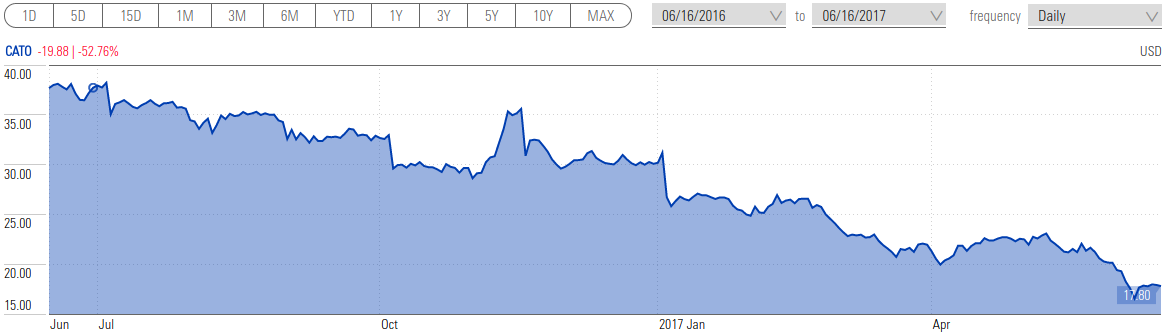 1D 5D 15D 1M 3M 6M YTD 1Y 3Y 5Y 10Y MAX 06/16/2016 to 06/16/2017 frequency Daily
CATO -19.88 | -52.76% USD
40.00
35.00
30.00
25.00
20.00
17.80
15.00
Jun Jul Oct 2017 Jan Apr